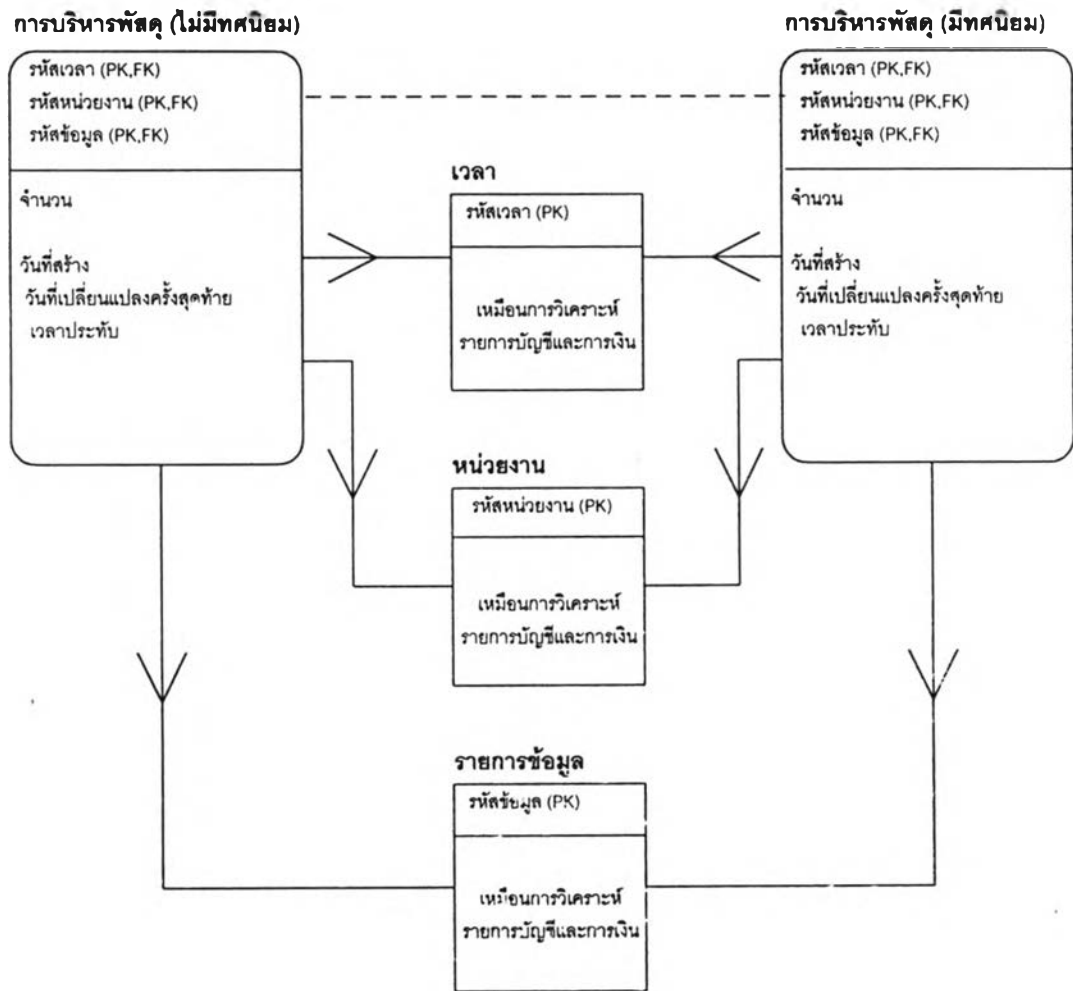 การบริหารพัสดุ (ไม่มีทศนิยม)
รหัสเวลา (PK,FK)
รหัสหน่วยงาน (PK,FK)
รหัสข้อมูล (PK,FK)
จำนวน
วันที่สร้าง
วันที่เปลี่ยนแปลงครั้งสุดท้าย
เวลาประทับ
การบริหารพัสดุ (มีทศนิยม)
รหัสเวลา (PK,FK)
รหัสหน่วยงาน (PK,FK)
รหัสข้อมูล (PK,FK)
จำนวน
วันที่สร้าง
วันที่เปลี่ยนแปลงครั้งสุดท้าย
เวลาประทับ
เวลา
รหัสเวลา (PK)
เหมือนการวิเคราะห์
รายการบัญชีและการเงิน
หน่วยงาน
รหัสหน่วยงาน (PK)
เหมือนการวิเคราะห์
รายการบัญชีและการเงิน
รายการข้อมูล
รหัสข้อมูล (PK)
เหมือนการวิเคราะห์
รายการบัญชีและการเงิน